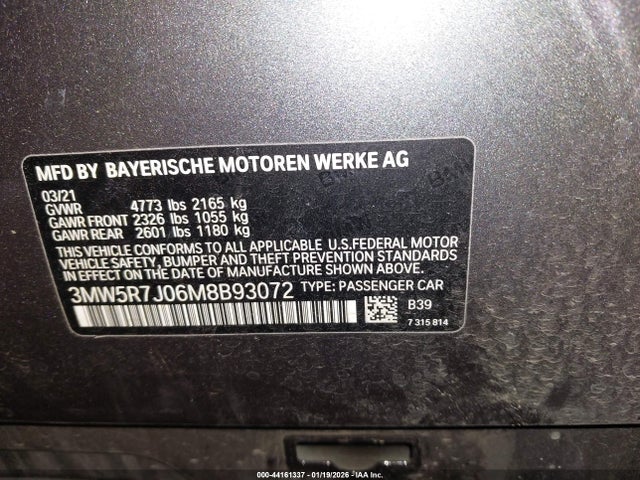 MFD BY BAYERISCHE MOTOREN WERKE AG
03/21
GVWR 4773 lbs 2165 kg
GAWR FRONT 2326 lbs 1055 kg
GAWR REAR 2601 lbs 1180 kg
THIS VEHICLE CONFORMS TO ALL APPLICABLE U.S.FEDERAL MOTOR
VEHICLE SAFETY, BUMPER AND THEFT PREVENTION STANDARDS
IN EFFECT ON THE DATE OF MANUFACTURE SHOWN ABOVE.
3MW5R7J06M8B93072 TYPE: PASSENGER CAR
B39
7 315 814
000-44161337 - 01/19/2026 - IAA Inc.